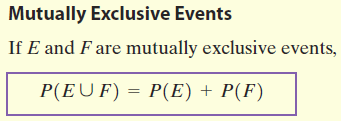 Mutually Exclusive Events
If E and F are mutually exclusive events,
P(E ∪ F) = P(E) + P(F)